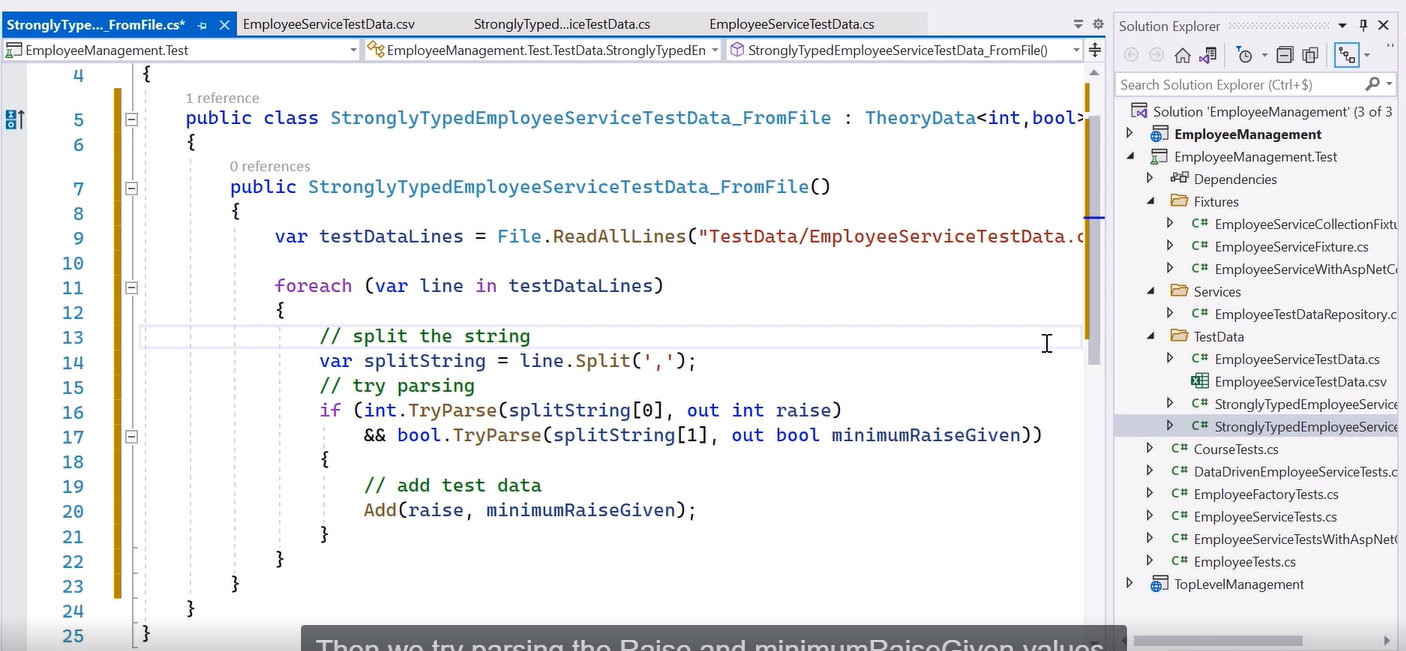 StronglyType..._FromFile.cs*
EmployeeServiceTestData.csv
StronglyTyped...iceTestData.cs
EmployeeServiceTestData.cs
EmployeeManagement.Test
EmployeeManagement.Test.TestData.StronglyTypedEn
StronglyTypedEmployeeServiceTestData_FromFile()
4 {
1 reference
5 public class StronglyTypedEmployeeServiceTestData_FromFile : TheoryData<int,bool>
6 {
0 references
7 public StronglyTypedEmployeeServiceTestData_FromFile()
8 {
9 var testDataLines = File.ReadAllLines("TestData/EmployeeServiceTestData.c
10
11 foreach (var line in testDataLines)
12 {
13 // split the string
14 var splitString = line.Split(',');
15 // try parsing
16 if (int.TryParse(splitString[0], out int raise)
17 && bool.TryParse(splitString[1], out bool minimumRaiseGiven))
18 {
19 // add test data
20 Add(raise, minimumRaiseGiven);
21 }
22 }
23 }
24 }
25 }
Then we try parsing the Raise and minimumRaiseGiven values
Solution Explorer
Search Solution Explorer (Ctrl+$)
Solution 'EmployeeManagement' (3 of 3
EmployeeManagement
EmployeeManagement.Test
Dependencies
Fixtures
C# EmployeeServiceCollectionFixtu
C# EmployeeServiceFixture.cs
C# EmployeeServiceWithAspNetCo
Services
C# EmployeeTestDataRepository.c
TestData
C# EmployeeServiceTestData.cs
EmployeeServiceTestData.csv
C# StronglyTypedEmployeeService
C# StronglyTypedEmployeeService
C# CourseTests.cs
C# DataDrivenEmployeeServiceTests.c
C# EmployeeFactoryTests.cs
C# EmployeeServiceTests.cs
C# EmployeeServiceTestsWithAspNetC
C# EmployeeTests.cs
TopLevelManagement